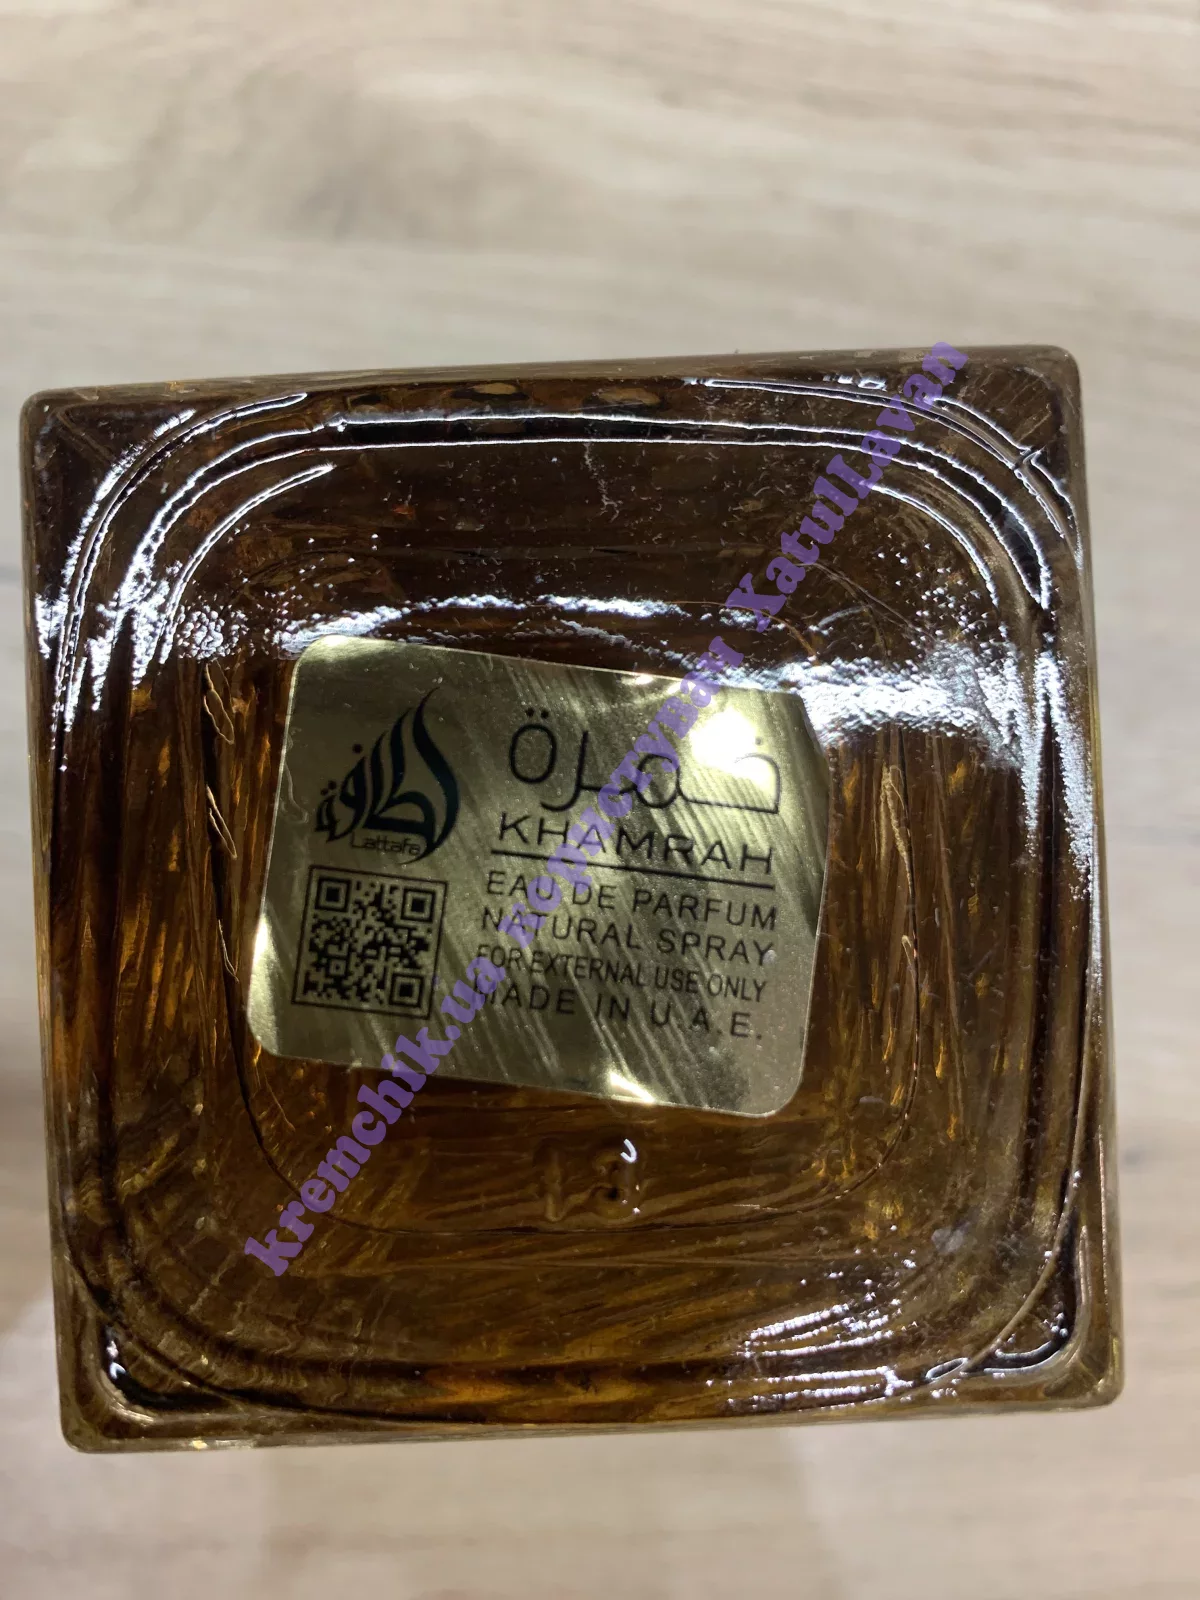 لطافة
Lattafa
خمرة
KHAMRAH
EAU DE PARFUM
NATURAL SPRAY
FOR EXTERNAL USE ONLY
MADE IN U.A.E.
13
kremchik.ua користувач KatulLavan